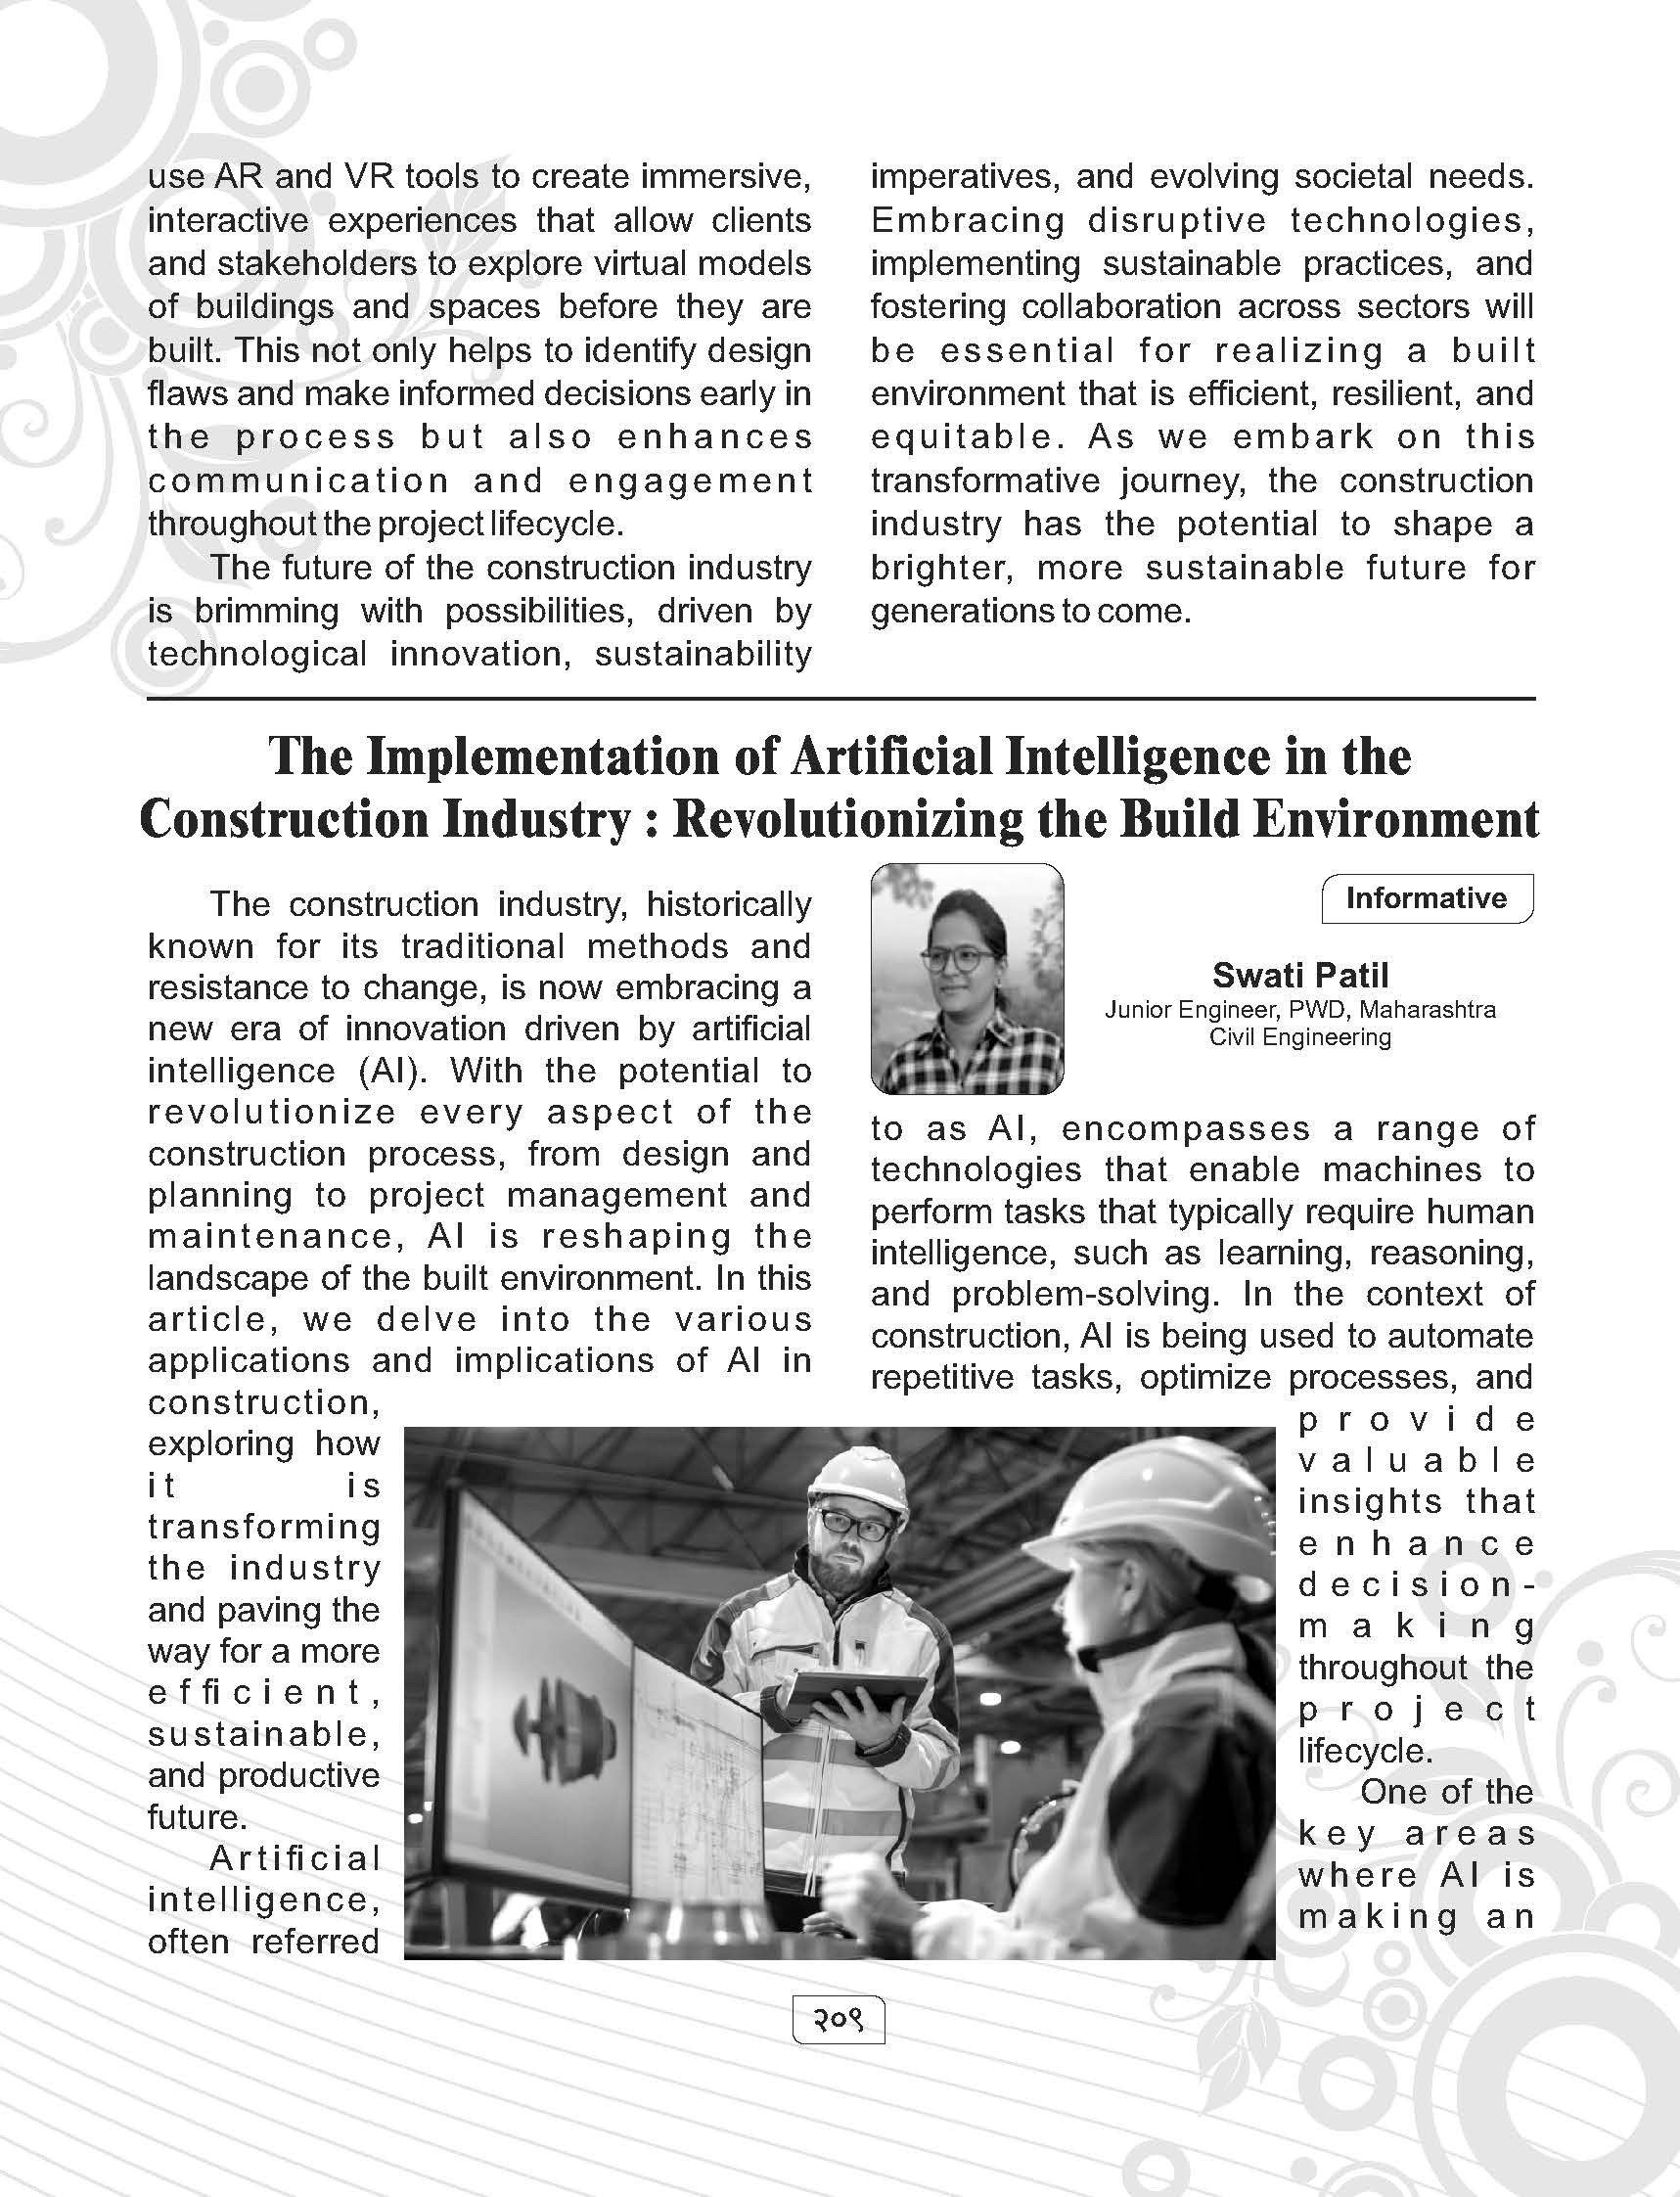 use AR and VR tools to create immersive,
interactive experiences that allow clients
and stakeholders to explore virtual models
of buildings and spaces before they are
built. This not only helps to identify design
flaws and make informed decisions early in
the process but also enhances
communication and engagement
throughout the project lifecycle.
The future of the construction industry
is brimming with possibilities, driven by
technological innovation, sustainability
imperatives, and evolving societal needs.
Embracing disruptive technologies,
implementing sustainable practices, and
fostering collaboration across sectors will
be essential for realizing a built
environment that is efficient, resilient, and
equitable. As we embark on this
transformative journey, the construction
industry has the potential to shape a
brighter, more sustainable future for
generations to come.
The Implementation of Artificial Intelligence in the
Construction Industry : Revolutionizing the Build Environment
The construction industry, historically
known for its traditional methods and
resistance to change, is now embracing a
new era of innovation driven by artificial
intelligence (AI). With the potential to
revolutionize every aspect of the
construction process, from design and
planning to project management and
maintenance, AI is reshaping the
landscape of the built environment. In this
article, we delve into the various
applications and implications of AI in
construction,
exploring how
it is
transforming
the industry
and paving the
way for a more
efficient,
sustainable,
and productive
future.
Artificial
intelligence,
often referred
Informative
Swati Patil
Junior Engineer, PWD, Maharashtra
Civil Engineering
to as AI, encompasses a range of
technologies that enable machines to
perform tasks that typically require human
intelligence, such as learning, reasoning,
and problem-solving. In the context of
construction, AI is being used to automate
repetitive tasks, optimize processes, and
provide
valuable
insights that
enhance
decision-
making
throughout the
project
lifecycle.
One of the
key areas
where AI is
making an
२०९